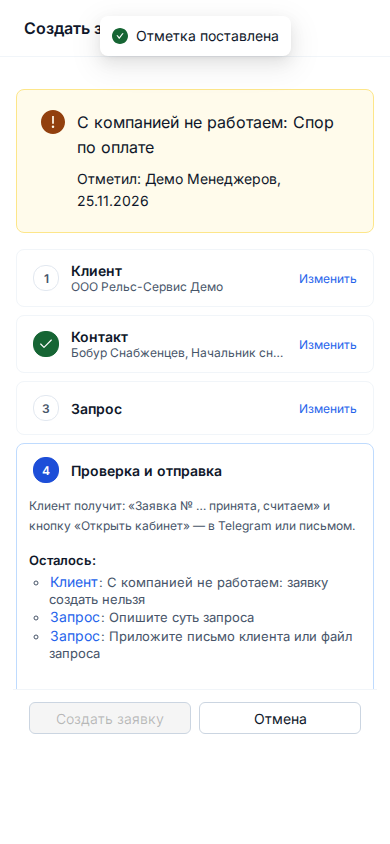 Создать з
Отметка поставлена
С компанией не работаем: Спор
по оплате
Отметил: Демо Менеджеров,
25.11.2026
1
Клиент
ООО Рельс-Сервис Демо
Изменить
Контакт
Бобур Снабженцев, Начальник сн...
Изменить
3
Запрос
Изменить
4
Проверка и отправка
Клиент получит: «Заявка № ... принята, считаем» и
кнопку «Открыть кабинет» — в Telegram или письмом.
Осталось:
Клиент: С компанией не работаем: заявку
создать нельзя
Запрос: Опишите суть запроса
Запрос: Приложите письмо клиента или файл
запроса
Создать заявку
Отмена